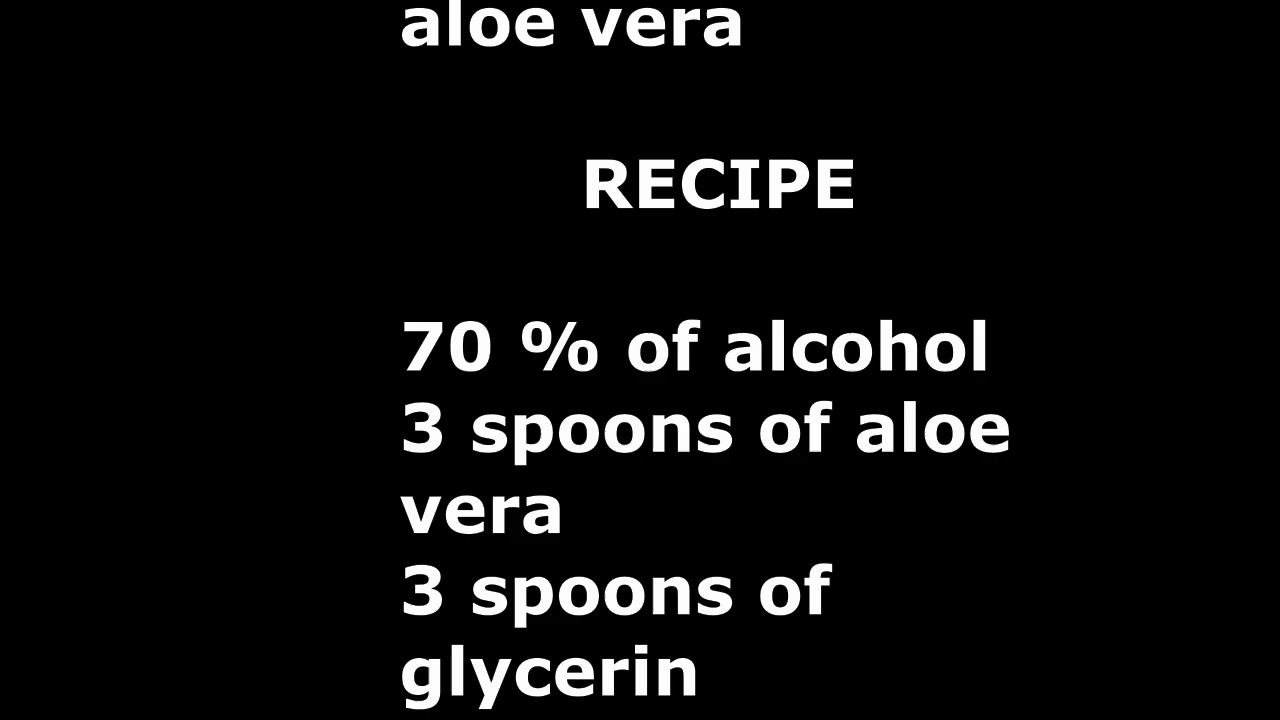 aloe vera
RECIPE
70 % of alcohol
3 spoons of aloe
vera
3 spoons of
glycerin